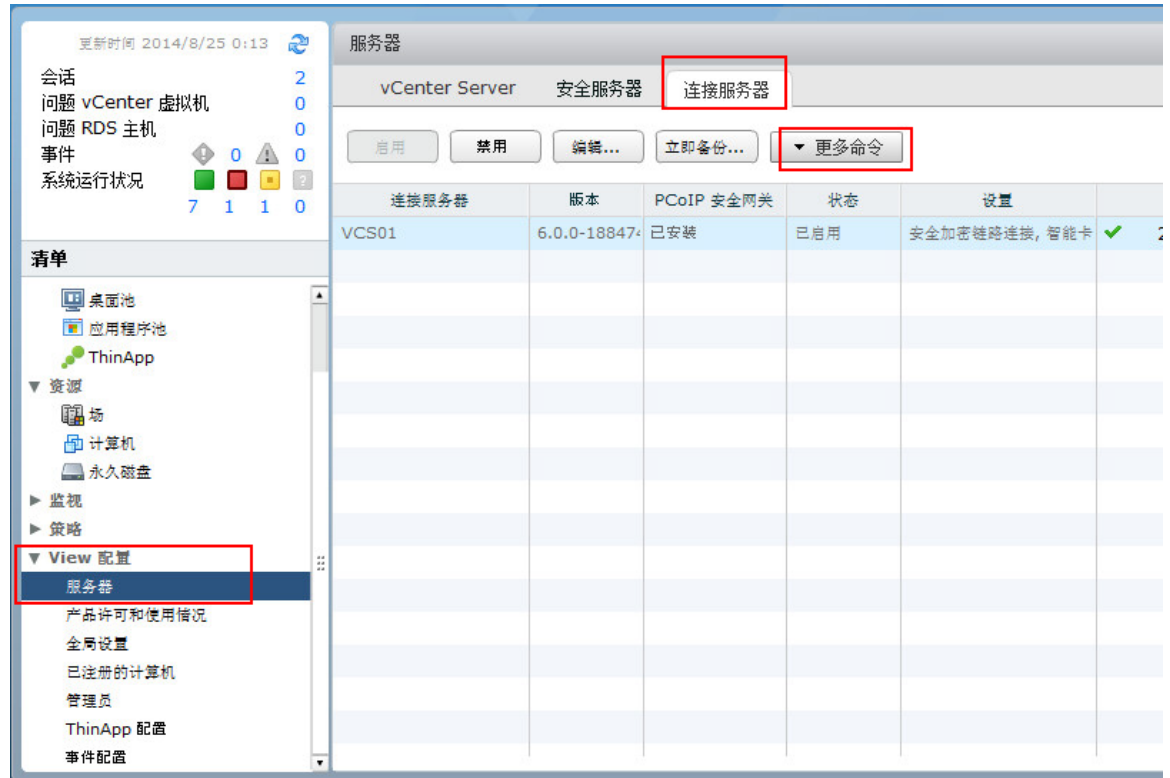 更新时间 2014/8/25 0:13
会话 2
问题 vCenter 虚拟机 0
问题 RDS 主机 0
事件 0 0
系统运行状况
7 1 1 0
清单
桌面池
应用程序池
ThinApp
资源
场
计算机
永久磁盘
监视
策略
View 配置
服务器
产品许可和使用情况
全局设置
已注册的计算机
管理员
ThinApp 配置
事件配置
服务器
vCenter Server 安全服务器 连接服务器
启用 禁用 编辑... 立即备份... 更多命令
连接服务器 版本 PCoIP 安全网关 状态 设置
VCS01 6.0.0-188474 已安装 已启用 安全加密链路连接, 智能卡 2